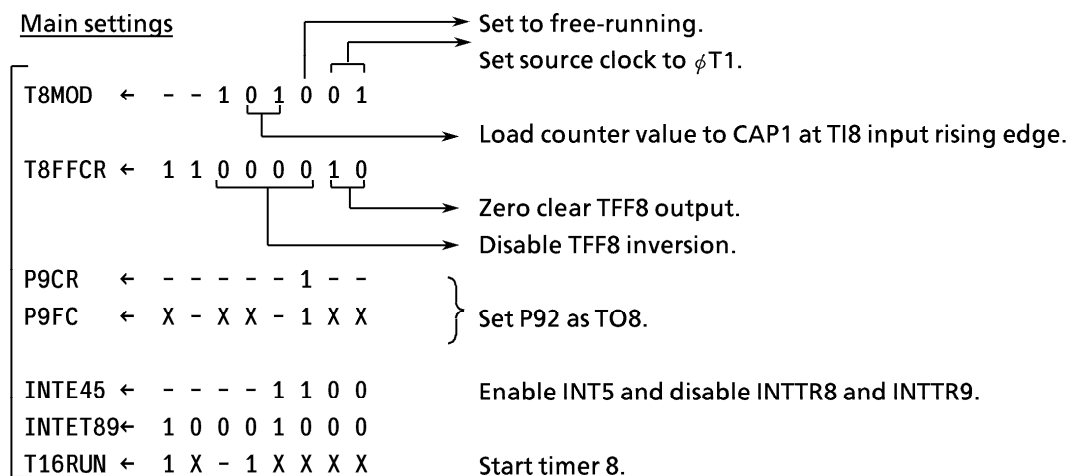 Main settings
Set to free-running.
Set source clock to ϕT1.
T8MOD ← - - 1 0 1 0 0 1
Load counter value to CAP1 at TI8 input rising edge.
T8FFCR ← 1 1 0 0 0 0 1 0
Zero clear TFF8 output.
Disable TFF8 inversion.
P9CR ← - - - - - 1 - -
P9FC ← X - X X - 1 X X
Set P92 as TO8.
INTE45 ← - - - - 1 1 0 0 Enable INT5 and disable INTTR8 and INTTR9.
INTET89← 1 0 0 0 1 0 0 0
T16RUN ← 1 X - 1 X X X X Start timer 8.